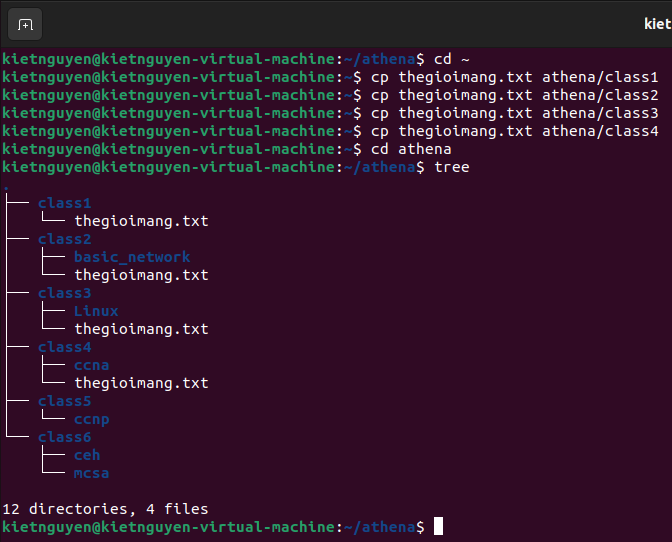 kiet
kietnguyen@kietnguyen-virtual-machine:~/athena$ cd ~
kietnguyen@kietnguyen-virtual-machine:~$ cp thegioimang.txt athena/class1
kietnguyen@kietnguyen-virtual-machine:~$ cp thegioimang.txt athena/class2
kietnguyen@kietnguyen-virtual-machine:~$ cp thegioimang.txt athena/class3
kietnguyen@kietnguyen-virtual-machine:~$ cp thegioimang.txt athena/class4
kietnguyen@kietnguyen-virtual-machine:~$ cd athena
kietnguyen@kietnguyen-virtual-machine:~/athena$ tree
.
├── class1
│   └── thegioimang.txt
├── class2
│   ├── basic_network
│   └── thegioimang.txt
├── class3
│   ├── Linux
│   └── thegioimang.txt
├── class4
│   ├── ccna
│   └── thegioimang.txt
├── class5
│   └── ccnp
└── class6
    ├── ceh
    └── mcsa
12 directories, 4 files
kietnguyen@kietnguyen-virtual-machine:~/athena$